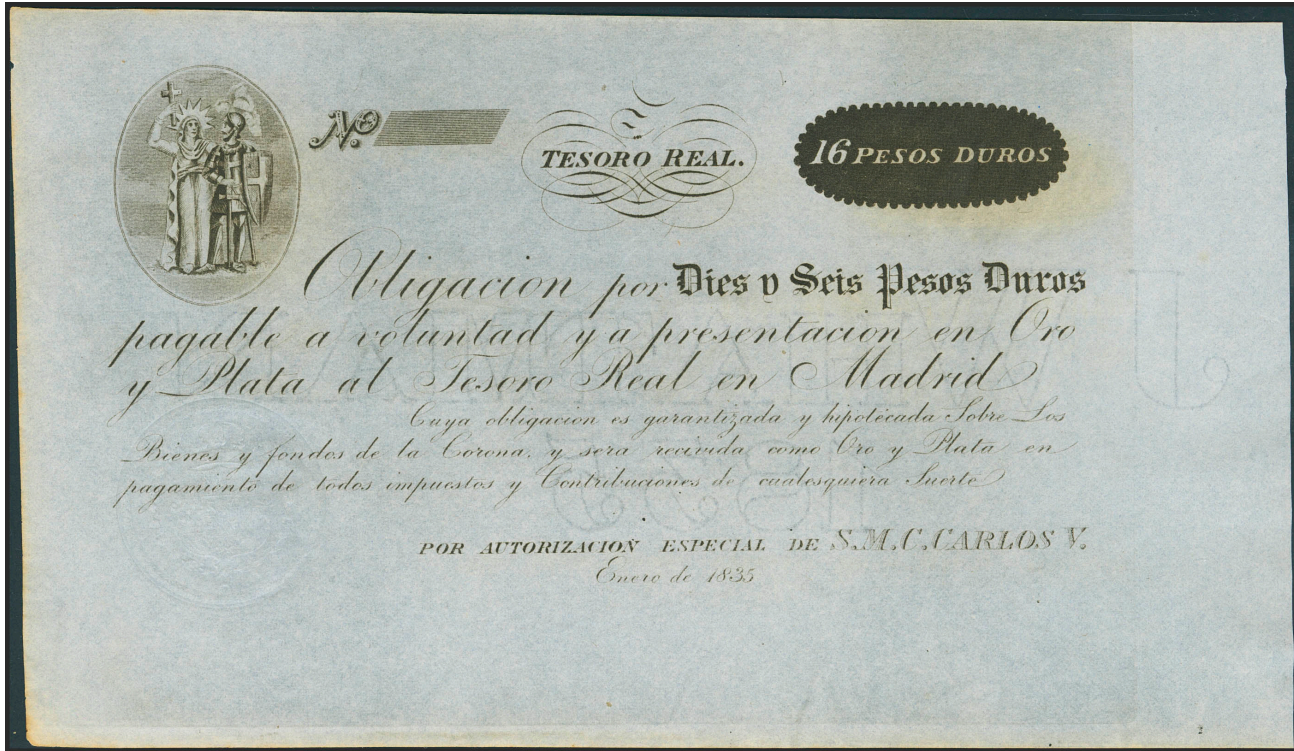 Nº
TESORO REAL.
16 PESOS DUROS
Obligacion por Dies y Seis Pesos Duros
pagable a voluntad y a presentacion en Oro
y Plata al Tesoro Real en Madrid
Cuya obligacion es garantizada y hipotécada Sobre Los
Bienes y fondos de la Corona, y sera recivida como Oro y Plata en
pagamiento de todos impuestos y Contribuciones de cualesquiera Suerte
POR AUTORIZACION ESPECIAL DE S.M.C. CARLOS V.
Enero de 1835
J WHATMAN